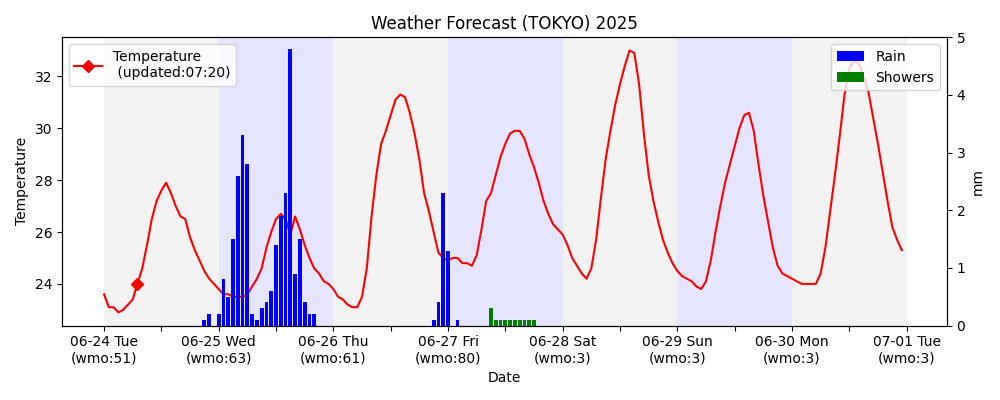 Weather Forecast (TOKYO) 2025
Temperature
(updated:07:20)
Rain
Showers
Temperature
32
30
28
26
24
5
4
3
2
1
0
mm
06-24 Tue
(wmo:51)
06-25 Wed
(wmo:63)
06-26 Thu
(wmo:61)
06-27 Fri
(wmo:80)
06-28 Sat
(wmo:3)
06-29 Sun
(wmo:3)
06-30 Mon
(wmo:3)
07-01 Tue
(wmo:3)
Date